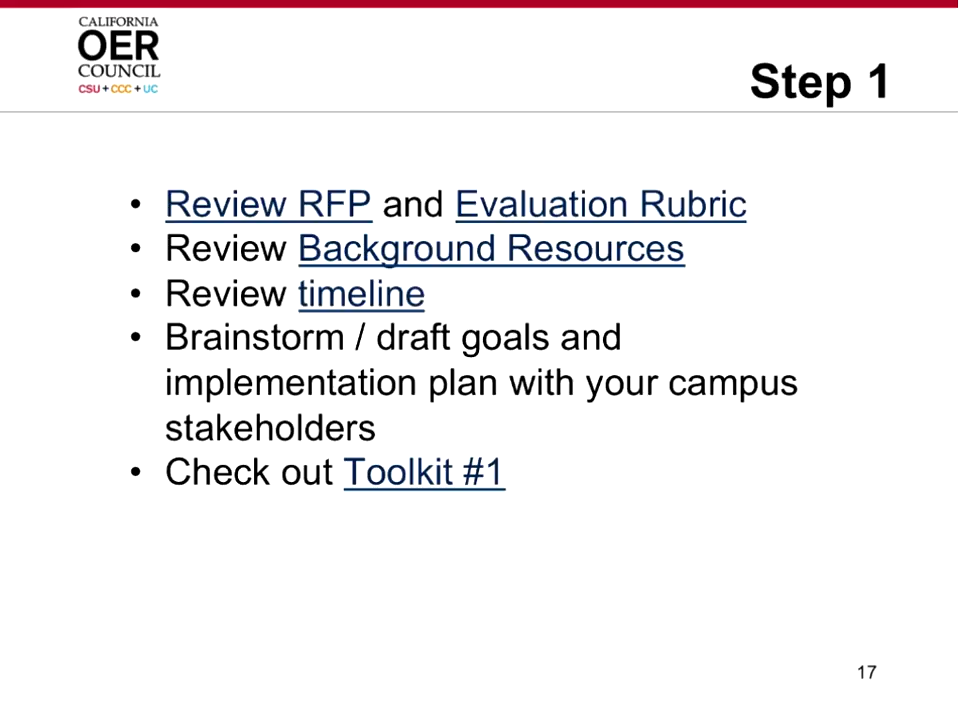 CALIFORNIA
OER
COUNCIL
CSU + CCC + UC
Step 1
• Review RFP and Evaluation Rubric
• Review Background Resources
• Review timeline
• Brainstorm / draft goals and
implementation plan with your campus
stakeholders
• Check out Toolkit #1
17